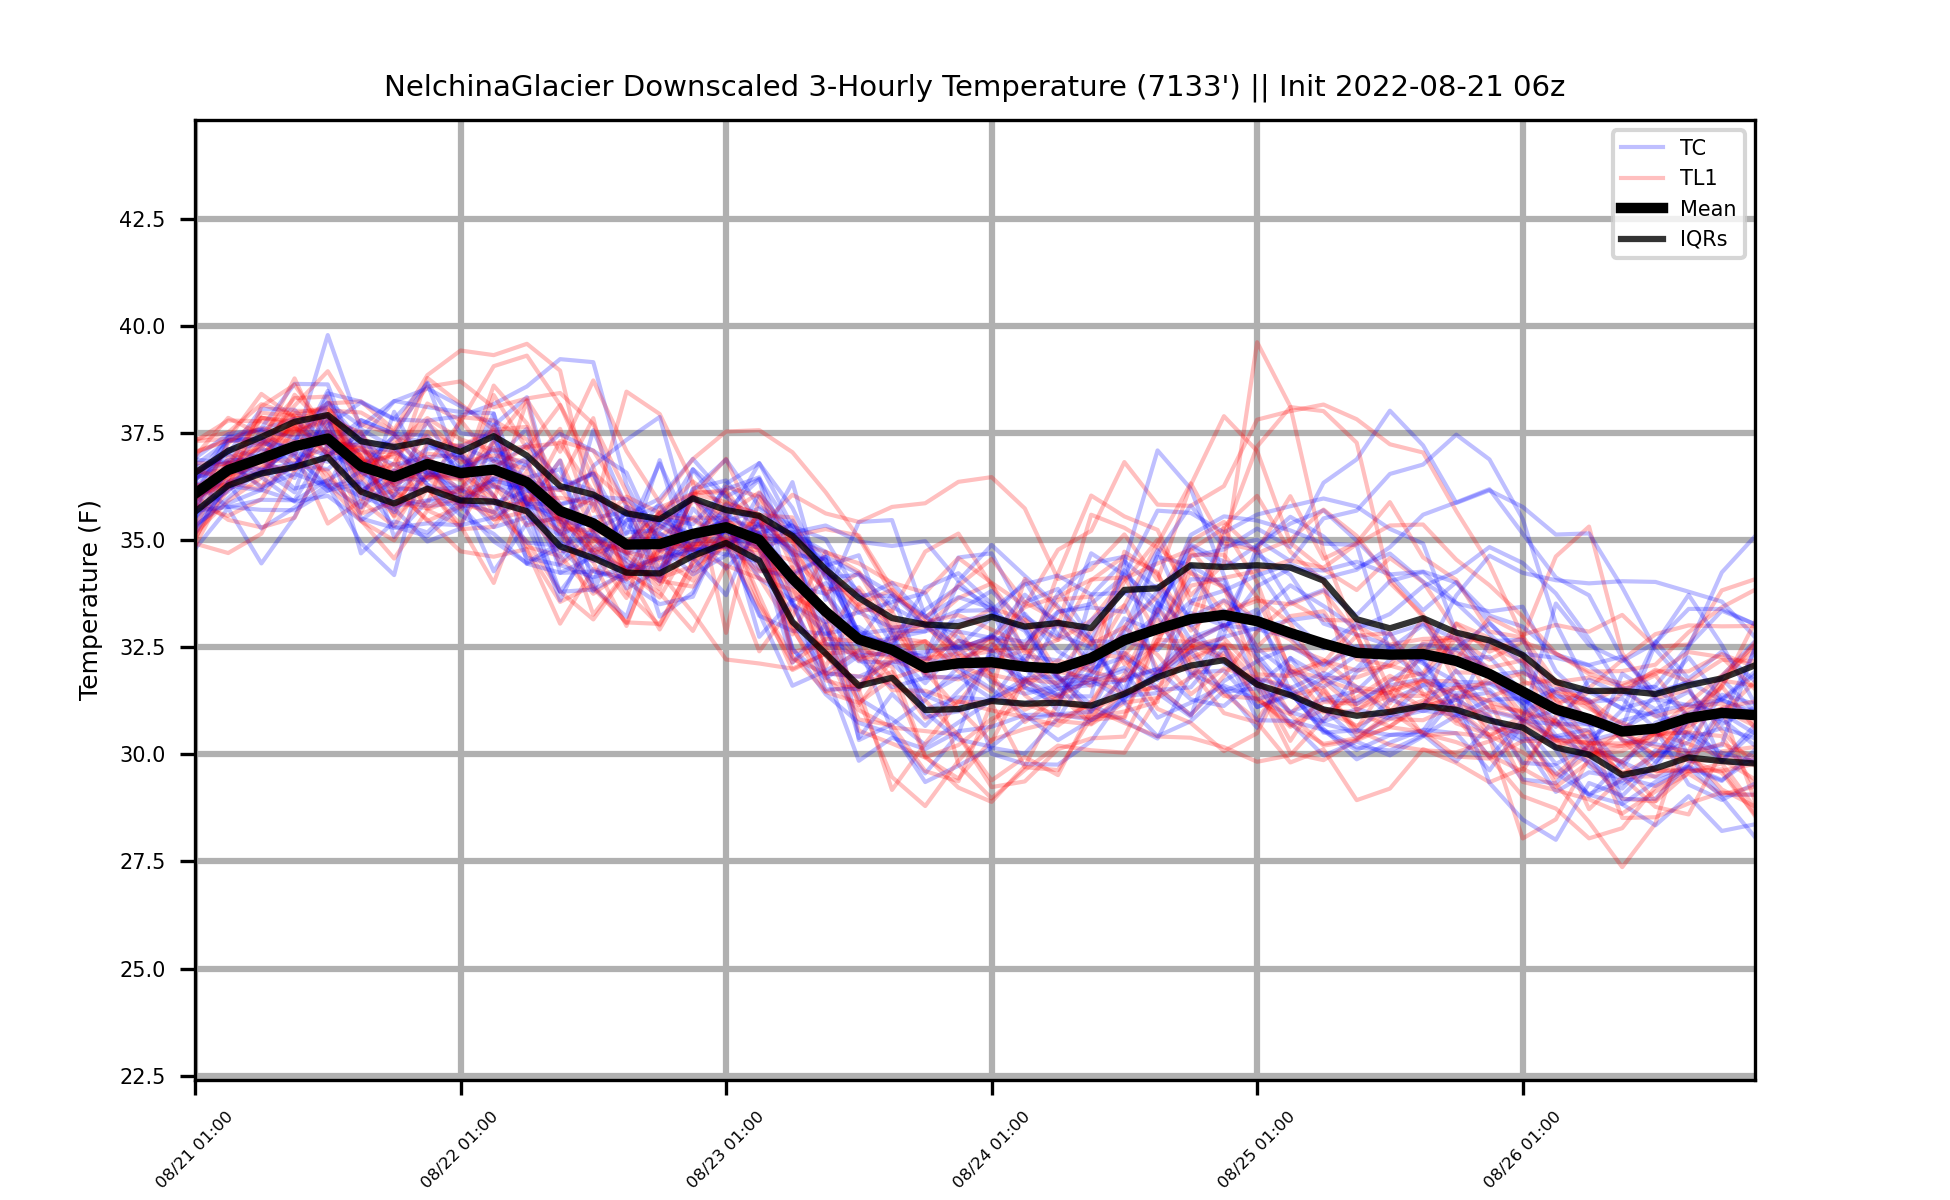 NelchinaGlacier Downscaled 3-Hourly Temperature (7133') || Init 2022-08-21 06z
TC
TL1
Mean
IQRs
Temperature (F)
42.5
40.0
37.5
35.0
32.5
30.0
27.5
25.0
22.5
08/21 01:00
08/22 01:00
08/23 01:00
08/24 01:00
08/25 01:00
08/26 01:00